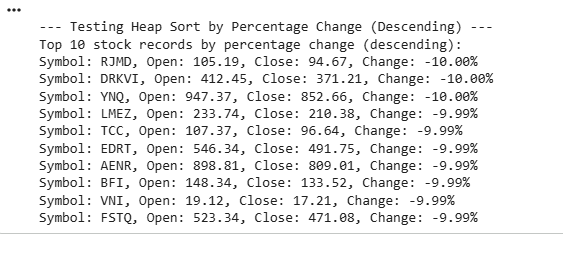 --- Testing Heap Sort by Percentage Change (Descending) ---
Top 10 stock records by percentage change (descending):
Symbol: RJMD, Open: 105.19, Close: 94.67, Change: -10.00%
Symbol: DRKVI, Open: 412.45, Close: 371.21, Change: -10.00%
Symbol: YNQ, Open: 947.37, Close: 852.66, Change: -10.00%
Symbol: LMEZ, Open: 233.74, Close: 210.38, Change: -9.99%
Symbol: TCC, Open: 107.37, Close: 96.64, Change: -9.99%
Symbol: EDRT, Open: 546.34, Close: 491.75, Change: -9.99%
Symbol: AENR, Open: 898.81, Close: 809.01, Change: -9.99%
Symbol: BFI, Open: 148.34, Close: 133.52, Change: -9.99%
Symbol: VNI, Open: 19.12, Close: 17.21, Change: -9.99%
Symbol: FSTQ, Open: 523.34, Close: 471.08, Change: -9.99%